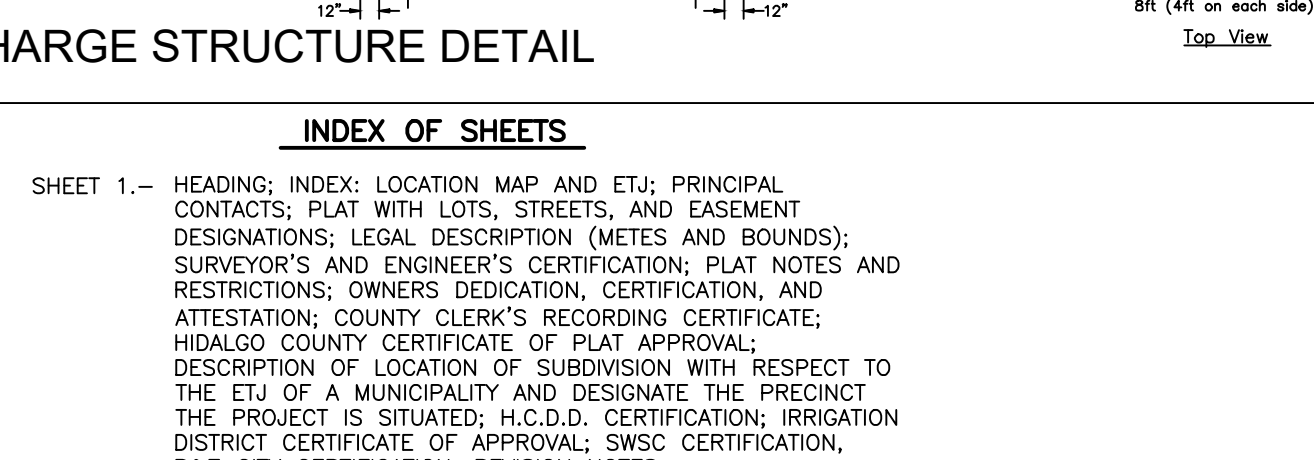 12" 12" 8ft (4ft on each side)
HARGE STRUCTURE DETAIL
Top View
INDEX OF SHEETS
SHEET 1.– HEADING; INDEX: LOCATION MAP AND ETJ; PRINCIPAL
CONTACTS; PLAT WITH LOTS, STREETS, AND EASEMENT
DESIGNATIONS; LEGAL DESCRIPTION (METES AND BOUNDS);
SURVEYOR'S AND ENGINEER'S CERTIFICATION; PLAT NOTES AND
RESTRICTIONS; OWNERS DEDICATION, CERTIFICATION, AND
ATTESTATION; COUNTY CLERK'S RECORDING CERTIFICATE;
HIDALGO COUNTY CERTIFICATE OF PLAT APPROVAL;
DESCRIPTION OF LOCATION OF SUBDIVISION WITH RESPECT TO
THE ETJ OF A MUNICIPALITY AND DESIGNATE THE PRECINCT
THE PROJECT IS SITUATED; H.C.D.D. CERTIFICATION; IRRIGATION
DISTRICT CERTIFICATE OF APPROVAL; SWSC CERTIFICATION,